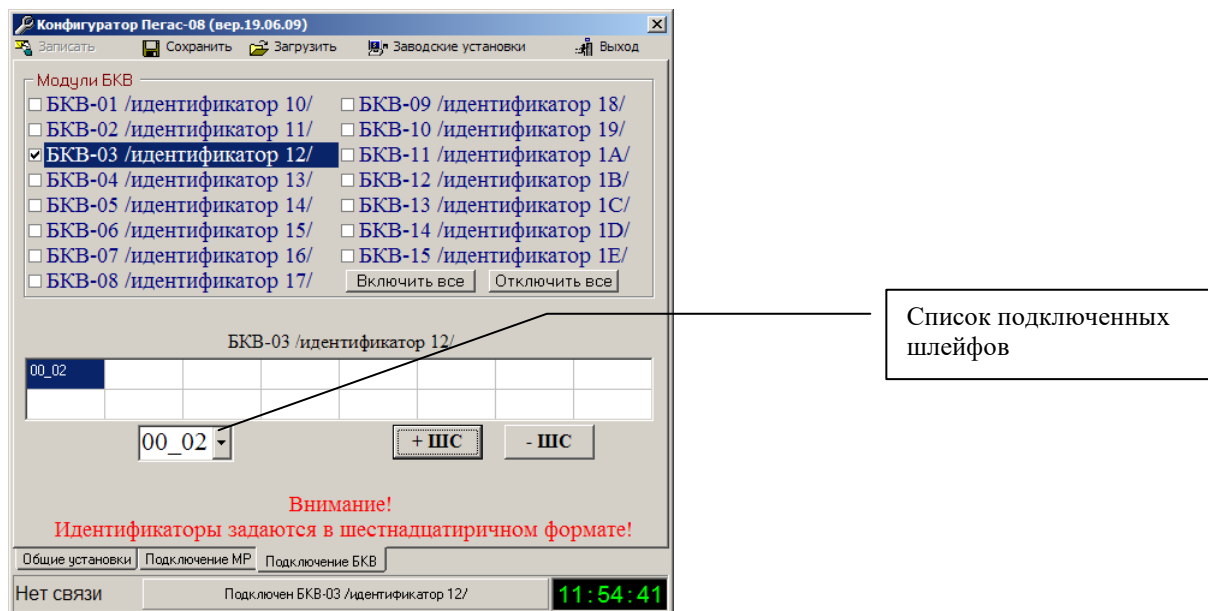 Конфигуратор Пегас-08 (вер.19.06.09)
Записать Сохранить Загрузить Заводские установки Выход
Модули БКВ
БКВ-01 /идентификатор 10/ БКВ-09 /идентификатор 18/
БКВ-02 /идентификатор 11/ БКВ-10 /идентификатор 19/
БКВ-03 /идентификатор 12/ БКВ-11 /идентификатор 1A/
БКВ-04 /идентификатор 13/ БКВ-12 /идентификатор 1B/
БКВ-05 /идентификатор 14/ БКВ-13 /идентификатор 1C/
БКВ-06 /идентификатор 15/ БКВ-14 /идентификатор 1D/
БКВ-07 /идентификатор 16/ БКВ-15 /идентификатор 1E/
БКВ-08 /идентификатор 17/ Включить все Отключить все
Список подключенных
шлейфов
БКВ-03 /идентификатор 12/
00_02
00_02 + ШС - ШС
Внимание!
Идентификаторы задаются в шестнадцатиричном формате!
Общие установки Подключение МР Подключение БКВ
Нет связи Подключен БКВ-03 /идентификатор 12/ 11:54:41